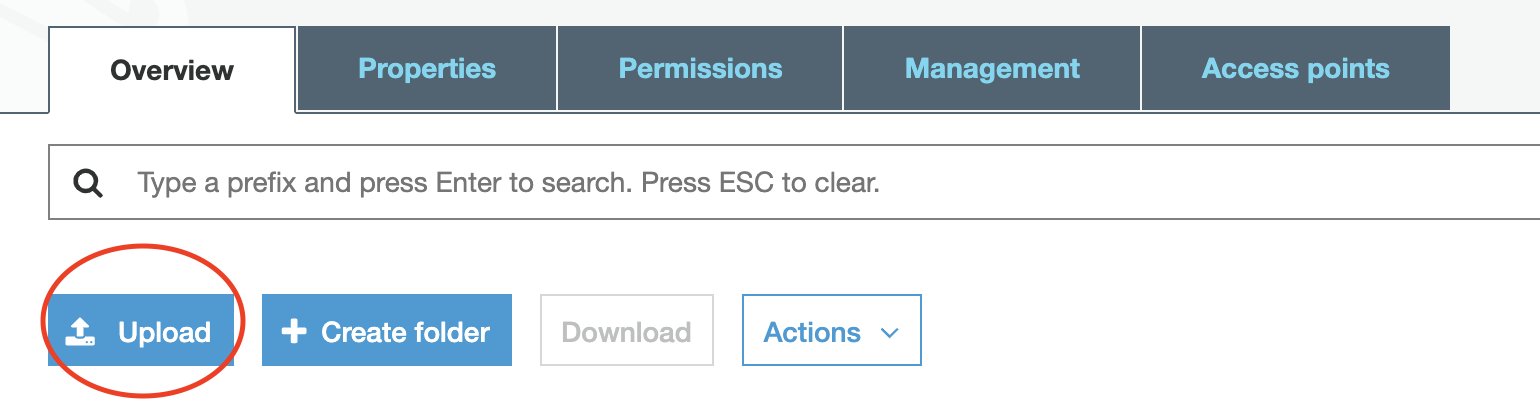 Overview Properties Permissions Management Access points
Type a prefix and press Enter to search. Press ESC to clear.
Upload Create folder Download Actions